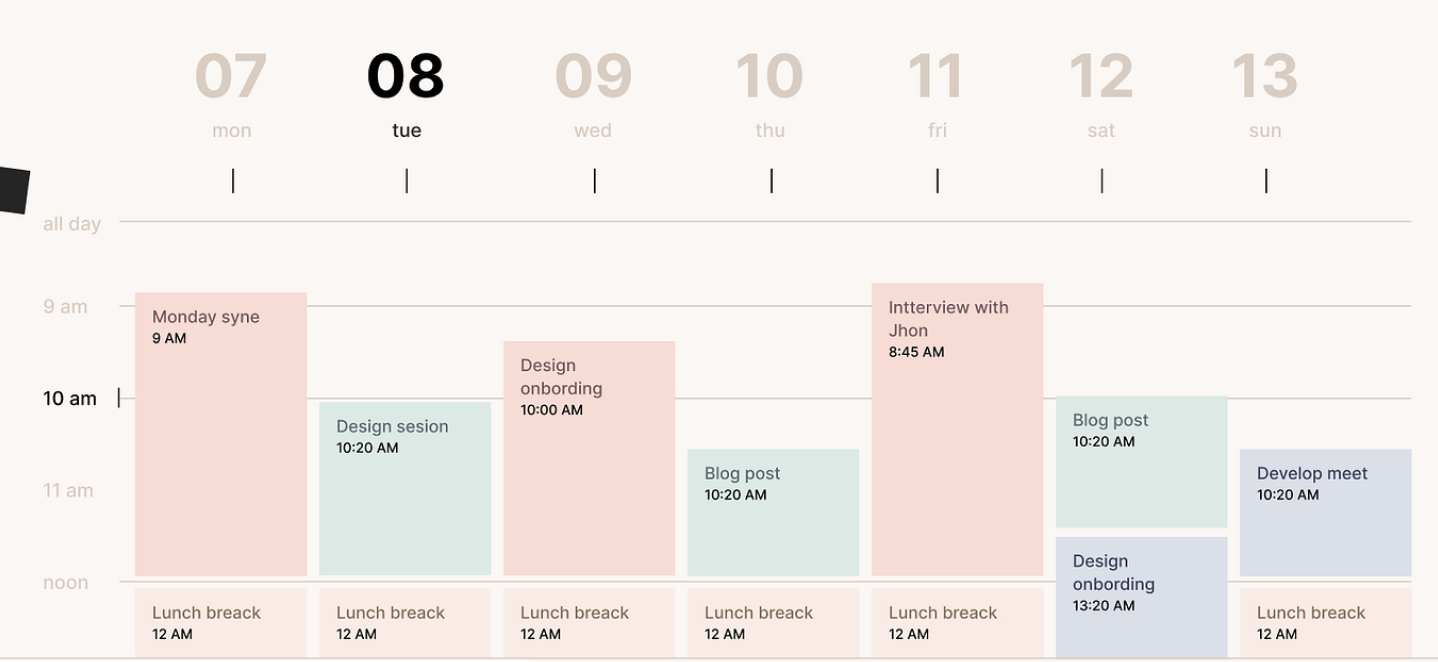 07 08 09 10 11 12 13
mon tue wed thu fri sat sun
all day
9 am
10 am
11 am
noon
Monday syne
9 AM
Lunch breack
12 AM
Design sesion
10:20 AM
Lunch breack
12 AM
Design
onbording
10:00 AM
Lunch breack
12 AM
Blog post
10:20 AM
Lunch breack
12 AM
Intterview with
Jhon
8:45 AM
Lunch breack
12 AM
Blog post
10:20 AM
Design
onbording
13:20 AM
Develop meet
10:20 AM
Lunch breack
12 AM